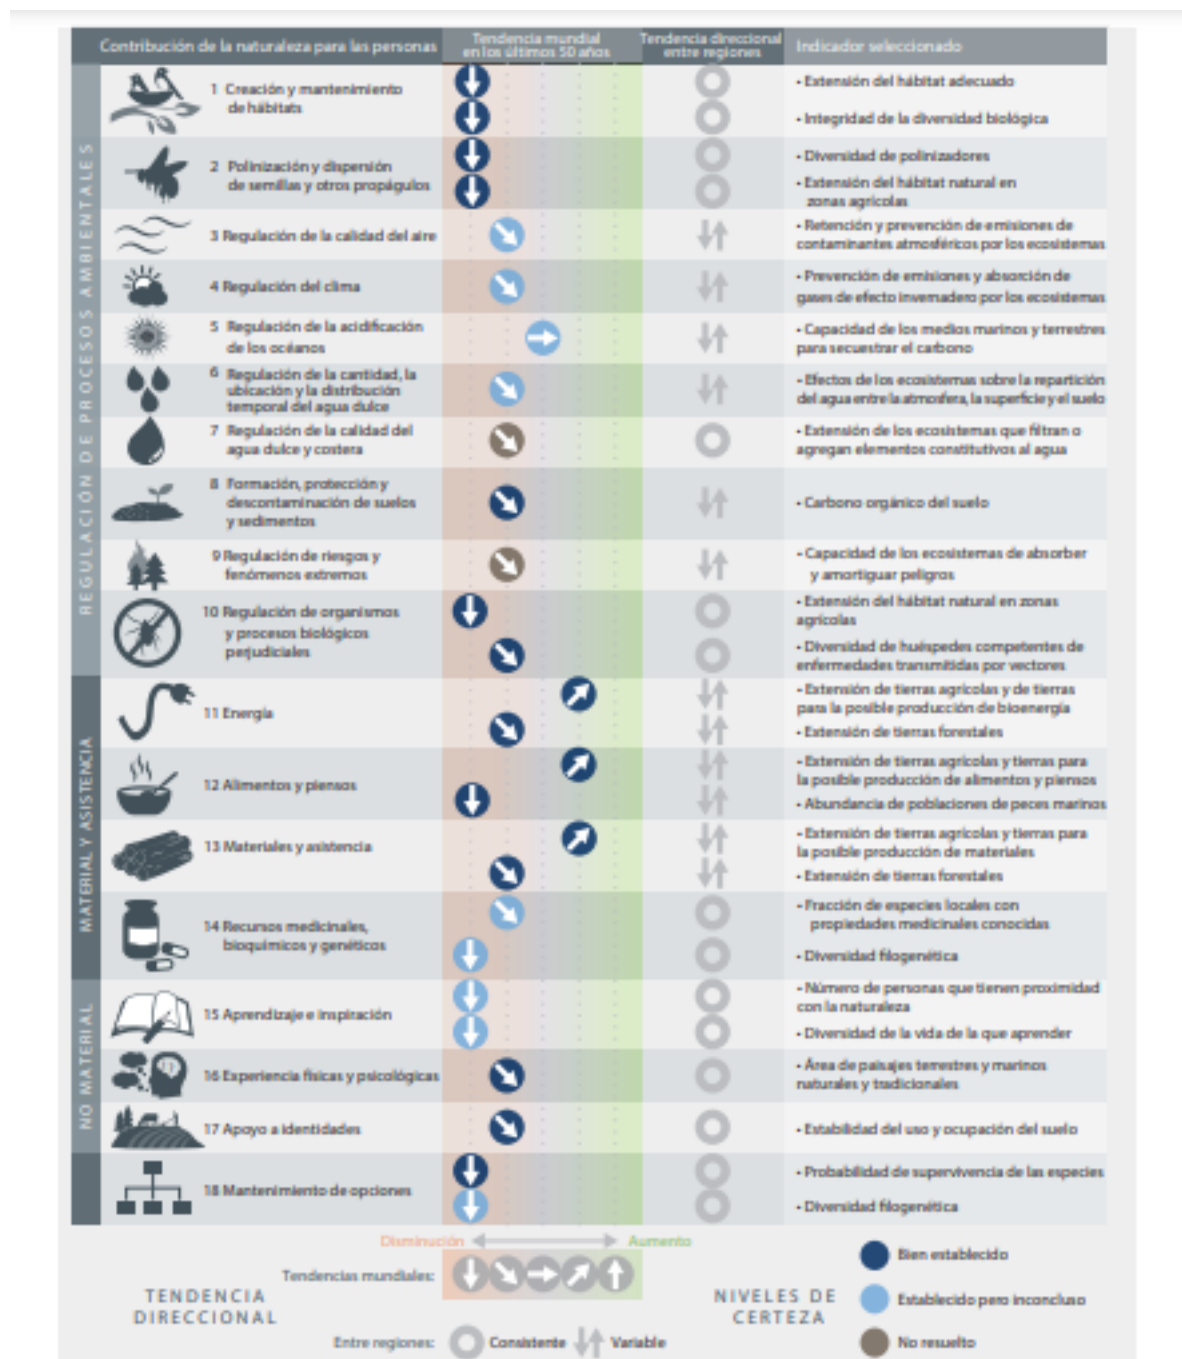 Contribución de la naturaleza para las personas
Tendencia mundial
en los últimos 50 años
Tendencia direccional
entre regiones
Indicador seleccionado
REGULACIÓN DE PROCESOS AMBIENTALES
1 Creación y mantenimiento
de hábitats
• Extensión del hábitat adecuado
• Integridad de la diversidad biológica
2 Polinización y dispersión
de semillas y otros propágulos
• Diversidad de polinizadores
• Extensión del hábitat natural en
zonas agrícolas
3 Regulación de la calidad del aire
• Retención y prevención de emisiones de
contaminantes atmosféricos por los ecosistemas
4 Regulación del clima
• Prevención de emisiones y absorción de
gases de efecto invernadero por los ecosistemas
5 Regulación de la acidificación
de los océanos
• Capacidad de los medios marinos y terrestres
para secuestrar el carbono
6 Regulación de la cantidad, la
ubicación y la distribución
temporal del agua dulce
• Efectos de los ecosistemas sobre la repartición
del agua entre la atmosfera, la superficie y el suelo
7 Regulación de la calidad del
agua dulce y costera
• Extensión de los ecosistemas que filtran o
agregan elementos constitutivos al agua
8 Formación, protección y
descontaminación de suelos
y sedimentos
• Carbono orgánico del suelo
9 Regulación de riesgos y
fenómenos extremos
• Capacidad de los ecosistemas de absorber
y amortiguar peligros
10 Regulación de organismos
y procesos biológicos
perjudiciales
• Extensión del hábitat natural en zonas
agrícolas
• Diversidad de huéspedes competentes de
enfermedades transmitidas por vectores
MATERIAL Y ASISTENCIA
11 Energía
• Extensión de tierras agrícolas y de tierras
para la posible producción de bioenergía
• Extensión de tierras forestales
12 Alimentos y piensos
• Extensión de tierras agrícolas y tierras para
la posible producción de alimentos y piensos
• Abundancia de poblaciones de peces marinos
13 Materiales y asistencia
• Extensión de tierras agrícolas y tierras para
la posible producción de materiales
• Extensión de tierras forestales
14 Recursos medicinales,
bioquímicos y genéticos
• Fracción de especies locales con
propiedades medicinales conocidas
• Diversidad filogenética
NO MATERIAL
15 Aprendizaje e inspiración
• Número de personas que tienen proximidad
con la naturaleza
• Diversidad de la vida de la que aprender
16 Experiencia físicas y psicológicas
• Área de paisajes terrestres y marinos
naturales y tradicionales
17 Apoyo a identidades
• Estabilidad del uso y ocupación del suelo
18 Mantenimiento de opciones
• Probabilidad de supervivencia de las especies
• Diversidad filogenética
Disminución
Aumento
Tendencias mundiales:
TENDENCIA
DIRECCIONAL
Entre regiones:
Consistente
Variable
NIVELES DE
CERTEZA
Bien establecido
Establecido pero inconcluso
No resuelto